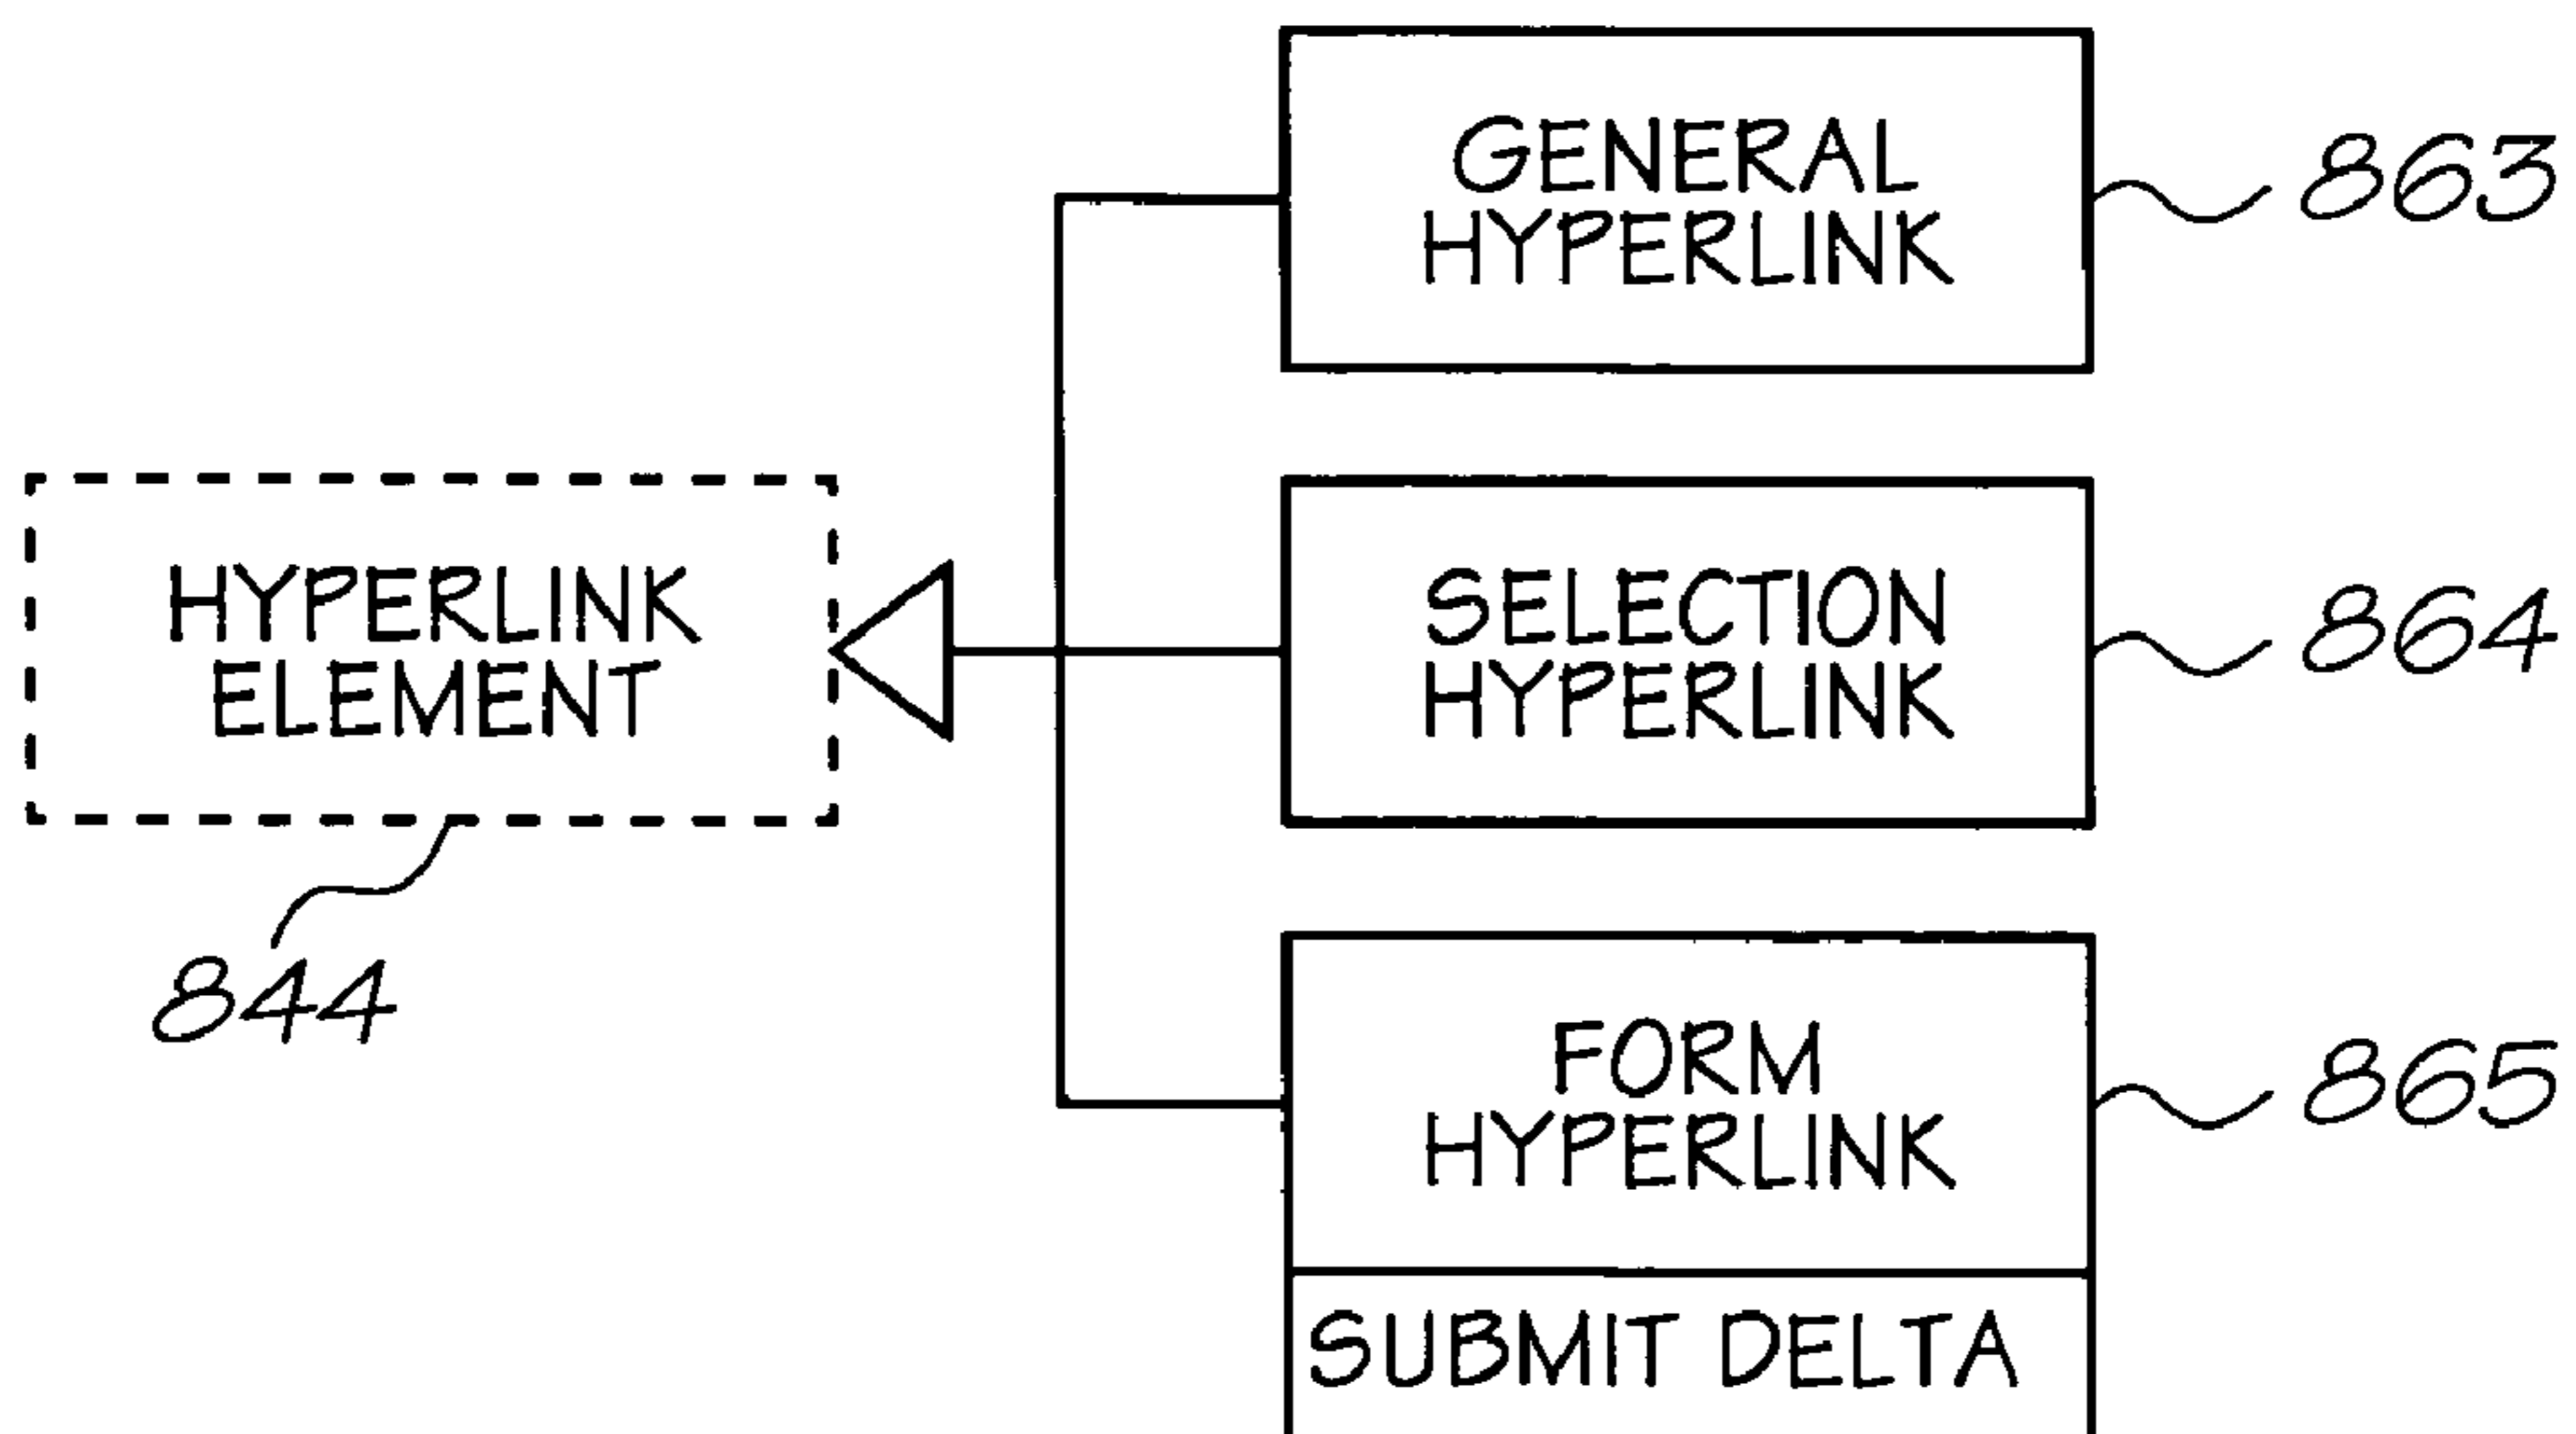 GENERAL
HYPERLINK
863
HYPERLINK
ELEMENT
844
SELECTION
HYPERLINK
864
FORM
HYPERLINK
865
SUBMIT DELTA